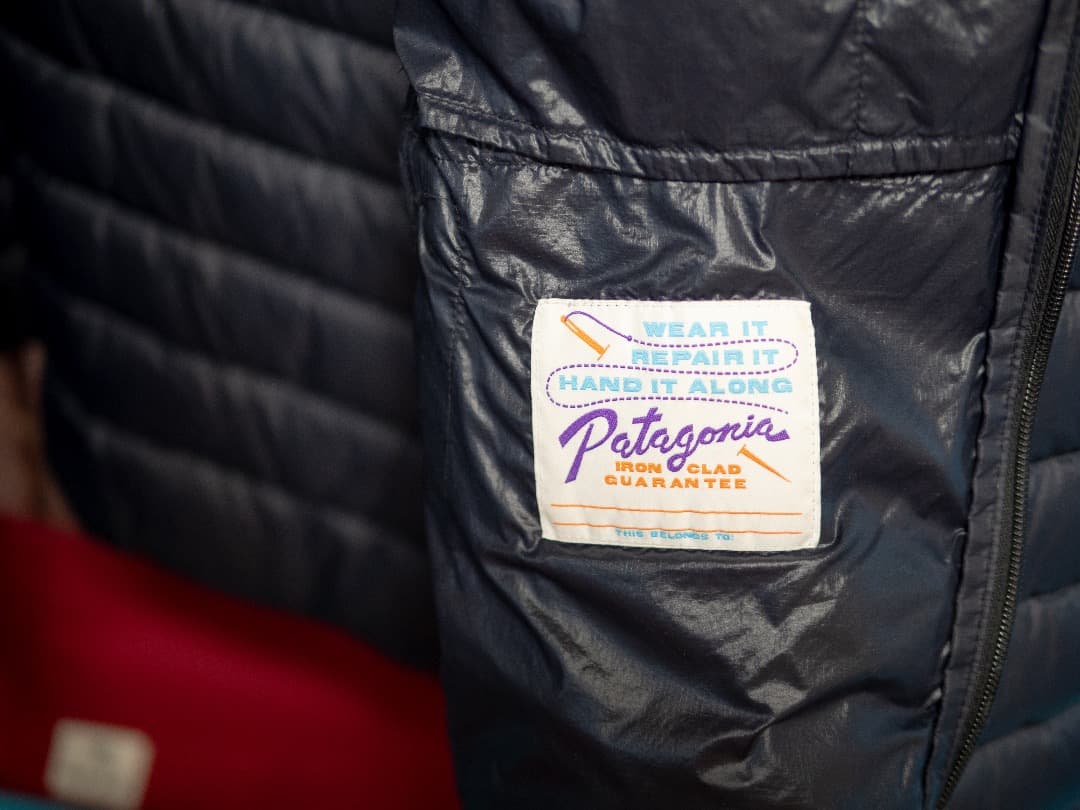 WEAR IT
REPAIR IT
HAND IT ALONG
Patagonia
IRON CLAD
GUARANTEE
THIS BELONGS TO: